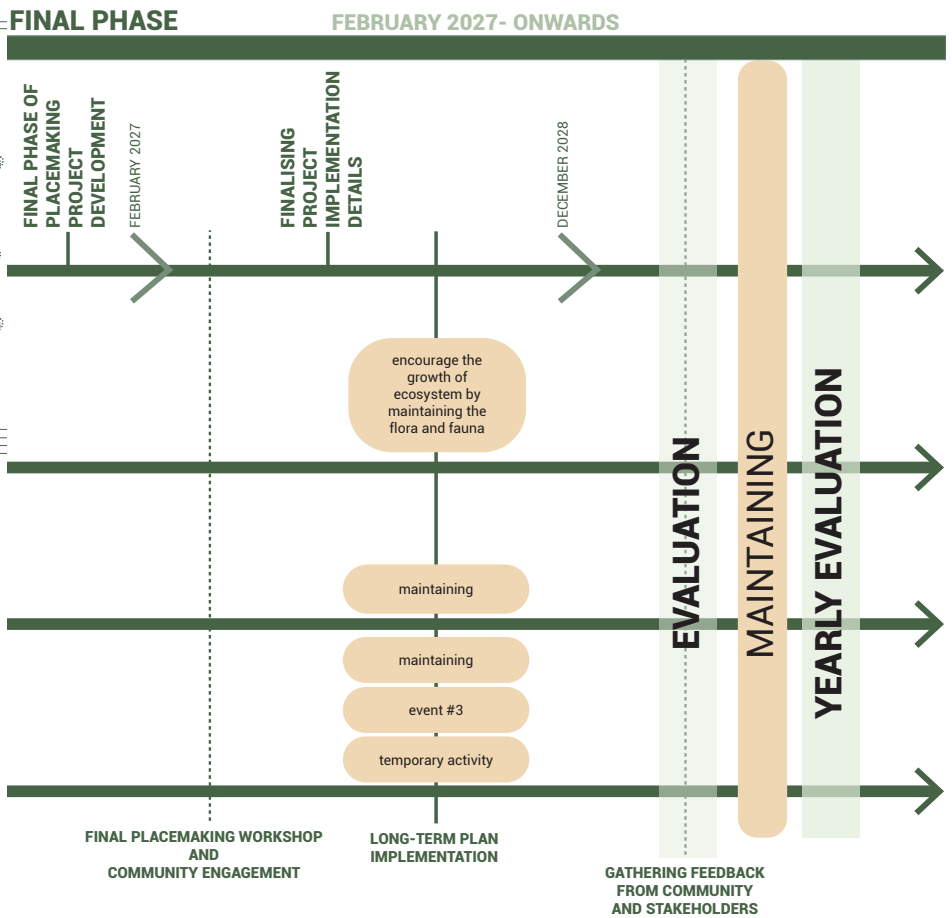 FINAL PHASE
FEBRUARY 2027- ONWARDS
FINAL PHASE OF
PLACEMAKING
PROJECT
DEVELOPMENT
FEBRUARY 2027
FINALISING
PROJECT
IMPLEMENTATION
DETAILS
DECEMBER 2028
encourage the
growth of
ecosystem by
maintaining the
flora and fauna
maintaining
maintaining
event #3
temporary activity
EVALUATION
MAINTAINING
YEARLY EVALUATION
FINAL PLACEMAKING WORKSHOP
AND
COMMUNITY ENGAGEMENT
LONG-TERM PLAN
IMPLEMENTATION
GATHERING FEEDBACK
FROM COMMUNITY
AND STAKEHOLDERS